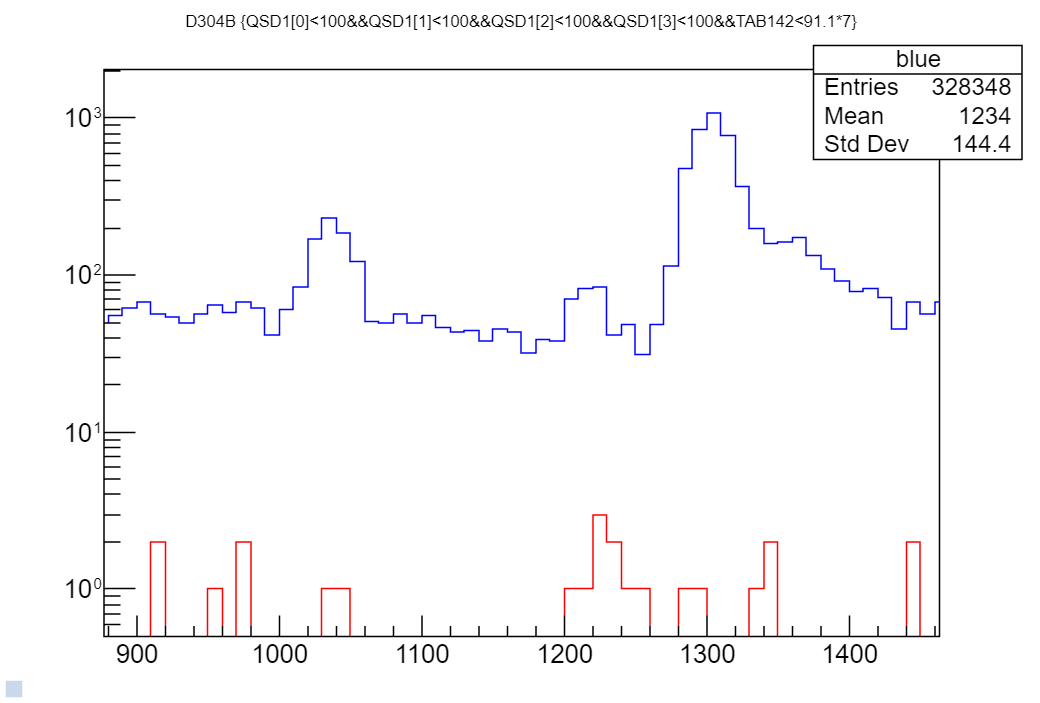 D304B {QSD1[0]<100&&QSD1[1]<100&&QSD1[2]<100&&QSD1[3]<100&&TAB142<91.1*7}
blue
Entries 328348
Mean 1234
Std Dev 144.4
10³
10²
10¹
10⁰
900 1000 1100 1200 1300 1400